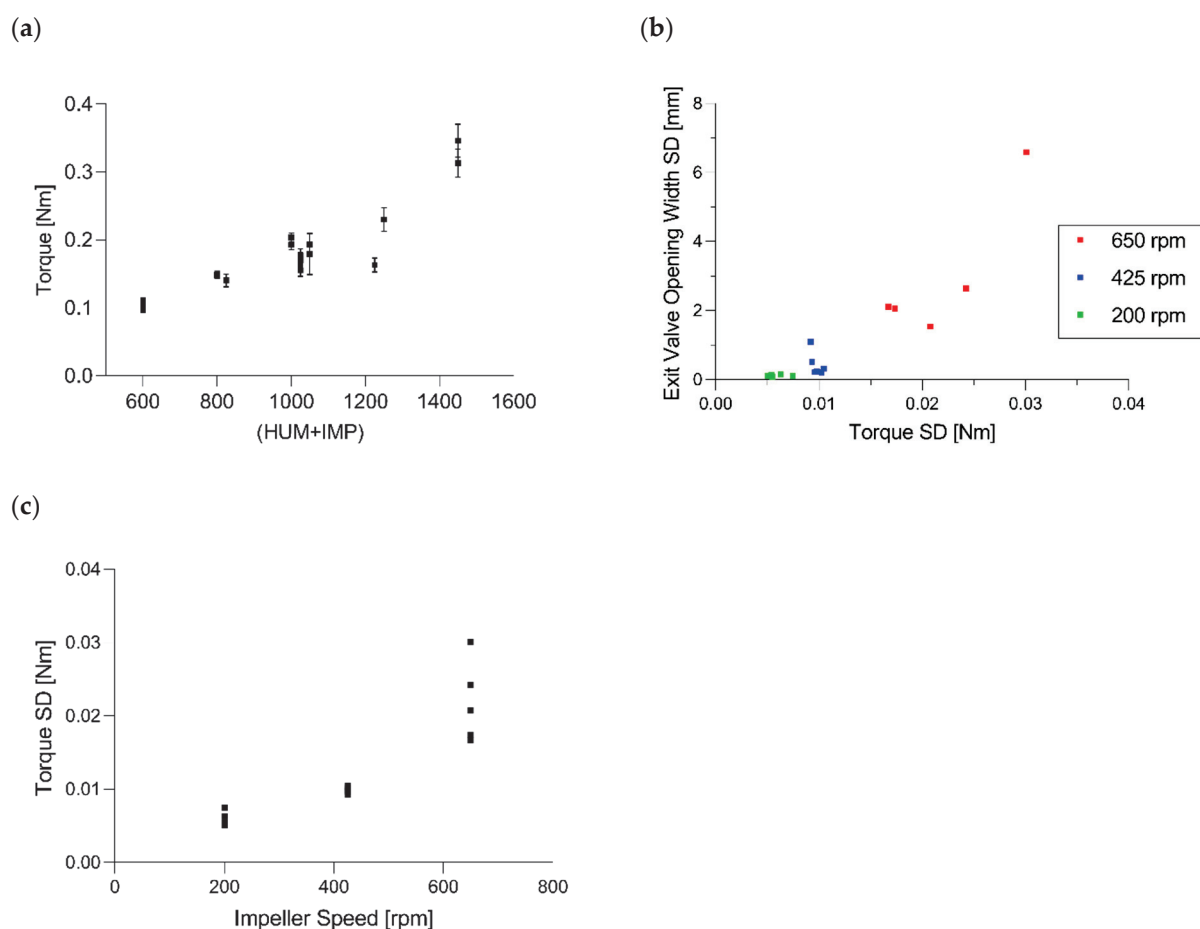 (a)
0.4
0.3
0.2
0.1
0.0
Torque [Nm]
600 800 1000 1200 1400 1600
(HUM+IMP)
(b)
8
6
4
2
0
Exit Valve Opening Width SD [mm]
0.00 0.01 0.02 0.03 0.04
Torque SD [Nm]
650 rpm
425 rpm
200 rpm
(c)
0.04
0.03
0.02
0.01
0.00
Torque SD [Nm]
0 200 400 600 800
Impeller Speed [rpm]